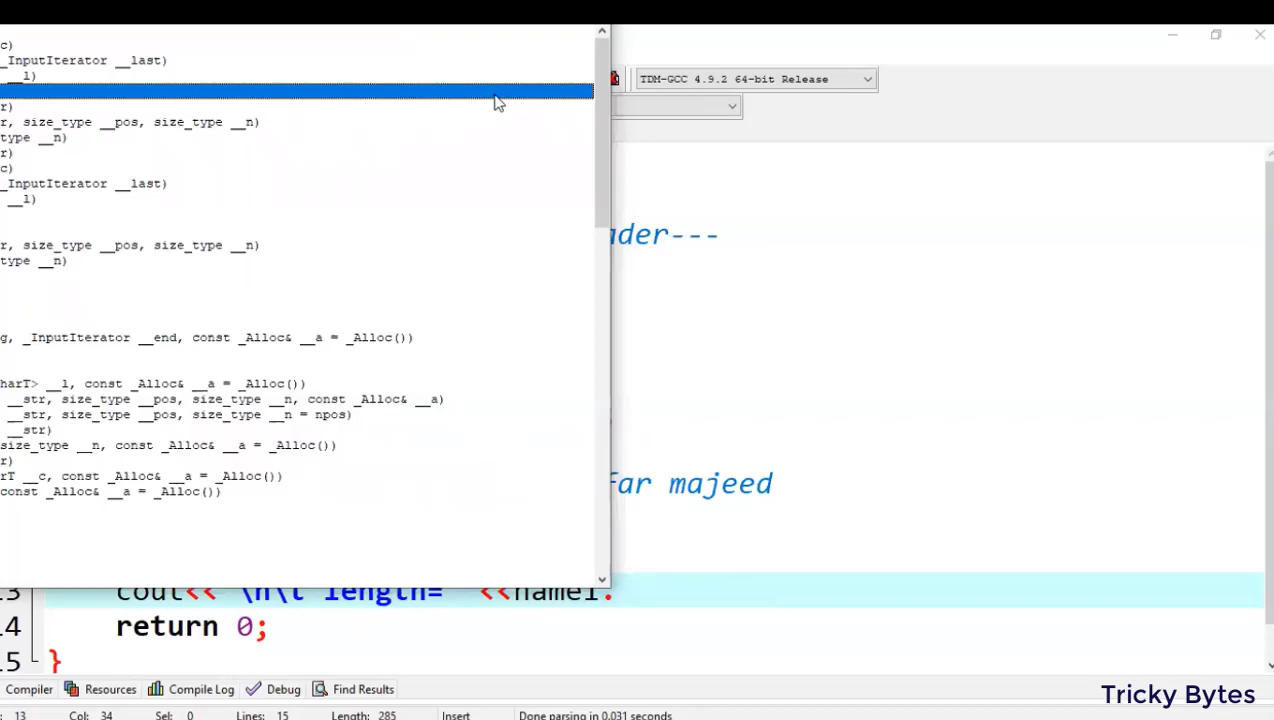 c)
_InputIterator __last)
__l)
TDM-GCC 4.9.2 64-bit Release
r)
r, size_type __pos, size_type __n)
type __n)
r)
c)
_InputIterator __last)
__l)
ader---
r, size_type __pos, size_type __n)
type __n)
g, _InputIterator __end, const _Alloc& __a = _Alloc())
harT> __l, const _Alloc& __a = _Alloc())
__str, size_type __pos, size_type __n, const _Alloc& __a)
__str, size_type __pos, size_type __n = npos)
__str)
size_type __n, const _Alloc& __a = _Alloc())
r)
rT __c, const _Alloc& __a = _Alloc())
const _Alloc& __a = _Alloc())
far majeed
13 cout<<"\n\t length= "<<name1.
14 return 0;
15 }
Compiler Resources Compile Log Debug Find Results
Tricky Bytes
13 Col: 34 Sel: 0 Lines: 15 Length: 285 Insert Done parsing in 0.031 seconds